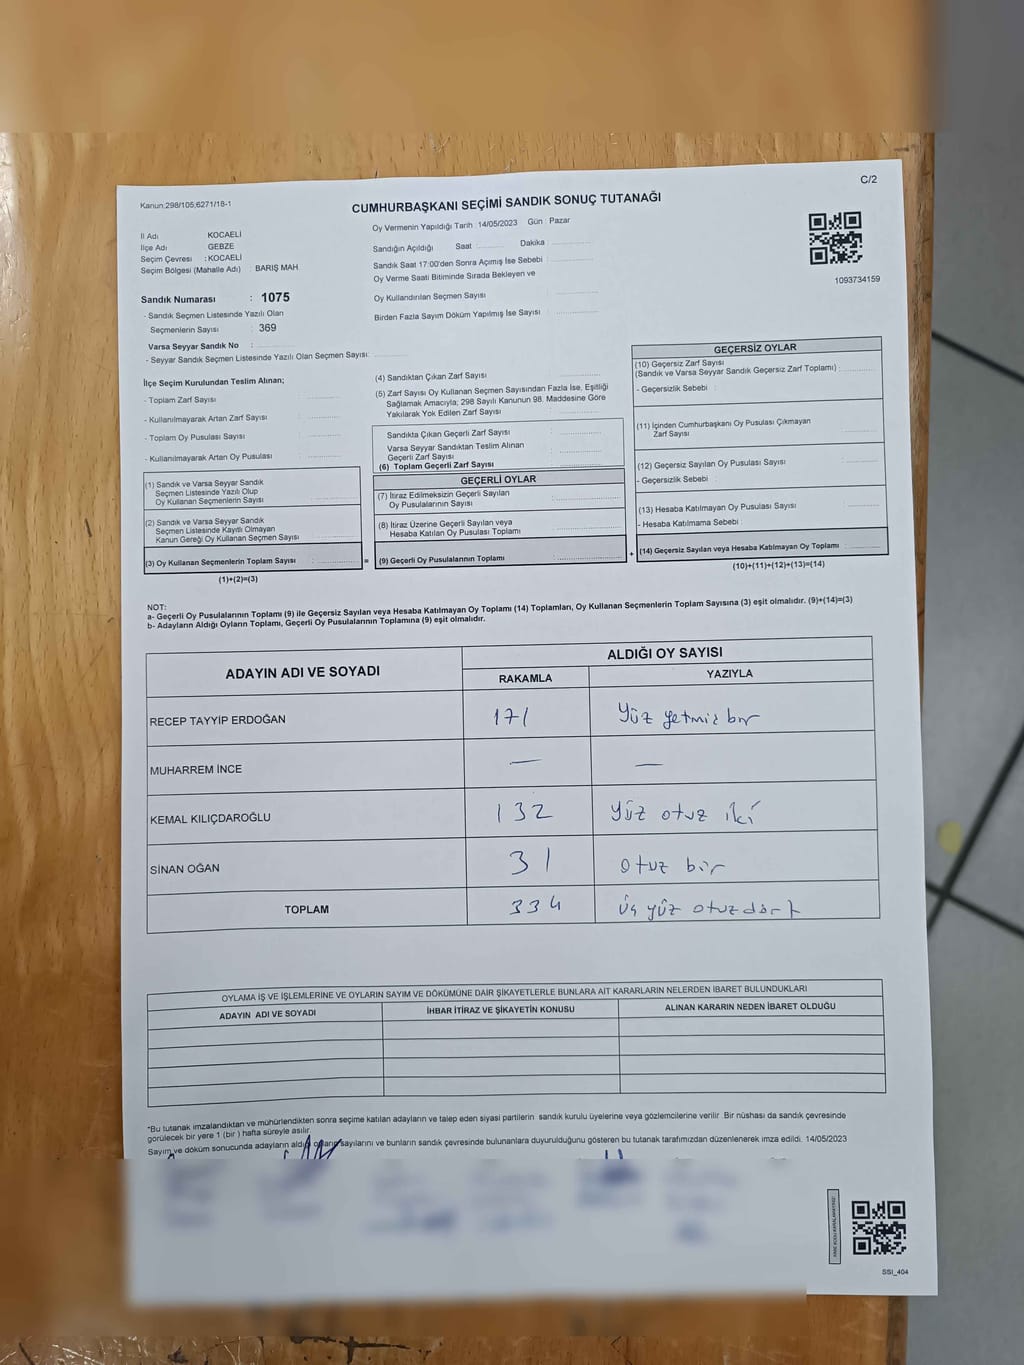 C/2
Kanun:298/105;6271/18-1
CUMHURBAŞKANI SEÇİMİ SANDIK SONUÇ TUTANAĞI
Oy Vermenin Yapıldığı Tarih :14/05/2023 Gün : Pazar
İl Adı KOCAELİ
İlçe Adı GEBZE
Seçim Çevresi : KOCAELİ
Seçim Bölgesi (Mahalle Adı) BARIŞ MAH
Sandık Numarası : 1075
- Sandık Seçmen Listesinde Yazılı Olan
Seçmenlerin Sayısı : 369
Varsa Seyyar Sandık No :
- Seyyar Sandık Seçmen Listesinde Yazılı Olan Seçmen Sayısı:
Sandığın Açıldığı Saat : Dakika :
Sandık Saat 17:00'den Sonra Açımış İse Sebebi :
Oy Verme Saati Bitiminde Sırada Bekleyen ve
Oy Kullandırılan Seçmen Sayısı :
Birden Fazla Sayım Döküm Yapılmış İse Sayısı :
1093734159
İlçe Seçim Kurulundan Teslim Alınan;
- Toplam Zarf Sayısı :
- Kullanılmayarak Artan Zarf Sayısı :
- Toplam Oy Pusulası Sayısı :
- Kullanılmayarak Artan Oy Pusulası :
(1) Sandık ve Varsa Seyyar Sandık
Seçmen Listesinde Yazılı Olup
Oy Kullanan Seçmenlerin Sayısı :
(2) Sandık ve Varsa Seyyar Sandık
Seçmen Listesinde Kayıtlı Olmayan
Kanun Gereği Oy Kullanan Seçmen Sayısı :
(3) Oy Kullanan Seçmenlerin Toplam Sayısı :
(1)+(2)=(3)
=
(4) Sandıktan Çıkan Zarf Sayısı :
(5) Zarf Sayısı Oy Kullanan Seçmen Sayısından Fazla İse, Eşitliği
Sağlamak Amacıyla; 298 Sayılı Kanunun 98. Maddesine Göre
Yakılarak Yok Edilen Zarf Sayısı :
Sandıkta Çıkan Geçerli Zarf Sayısı :
Varsa Seyyar Sandıktan Teslim Alınan
Geçerli Zarf Sayısı :
(6) Toplam Geçerli Zarf Sayısı :
GEÇERLİ OYLAR
(7) İtiraz Edilmeksizin Geçerli Sayılan
Oy Pusulalarının Sayısı :
(8) İtiraz Üzerine Geçerli Sayılan veya
Hesaba Katılan Oy Pusulası Toplamı :
(9) Geçerli Oy Pusulalarının Toplamı :
+
GEÇERSİZ OYLAR
(10) Geçersiz Zarf Sayısı
(Sandık ve Varsa Seyyar Sandık Geçersiz Zarf Toplamı) :
- Geçersizlik Sebebi :
(11) İçinden Cumhurbaşkanı Oy Pusulası Çıkmayan
Zarf Sayısı :
(12) Geçersiz Sayılan Oy Pusulası Sayısı :
- Geçersizlik Sebebi :
(13) Hesaba Katılmayan Oy Pusulası Sayısı :
- Hesaba Katılmama Sebebi :
(14) Geçersiz Sayılan veya Hesaba Katılmayan Oy Toplamı :
(10)+(11)+(12)+(13)=(14)
NOT:
a- Geçerli Oy Pusulalarının Toplamı (9) ile Geçersiz Sayılan veya Hesaba Katılmayan Oy Toplamı (14) Toplamları, Oy Kullanan Seçmenlerin Toplam Sayısına (3) eşit olmalıdır. (9)+(14)=(3)
b- Adayların Aldığı Oyların Toplamı, Geçerli Oy Pusulalarının Toplamına (9) eşit olmalıdır.
ADAYIN ADI VE SOYADI ALDIĞI OY SAYISI
RAKAMLA YAZIYLA
RECEP TAYYİP ERDOĞAN 171 Yüz yetmiş bir
MUHARREM İNCE — —
KEMAL KILIÇDAROĞLU 132 Yüz otuz iki
SİNAN OĞAN 31 Otuz bir
TOPLAM 334 üç yüz otuz dört
OYLAMA İŞ VE İŞLEMLERİNE VE OYLARIN SAYIM VE DÖKÜMÜNE DAİR ŞİKAYETLERLE BUNLARA AİT KARARLARIN NELERDEN İBARET BULUNDUKLARI
ADAYIN ADI VE SOYADI İHBAR İTİRAZ VE ŞİKAYETİN KONUSU ALINAN KARARIN NEDEN İBARET OLDUĞU
*Bu tutanak imzalandıktan ve mühürlendikten sonra seçime katılan adayların ve talep eden siyasi partilerin sandık kurulu üyelerine veya gözlemcilerine verilir. Bir nüshası da sandık çevresinde
görülecek bir yere 1 (bir ) hafta süreyle asılır.
Sayım ve döküm sonucunda adayların aldığı oyların sayılarını ve bunların sandık çevresinde bulunanlara duyurulduğunu gösteren bu tutanak tarafımızdan düzenlenerek imza edildi. 14/05/2023
SSI_404